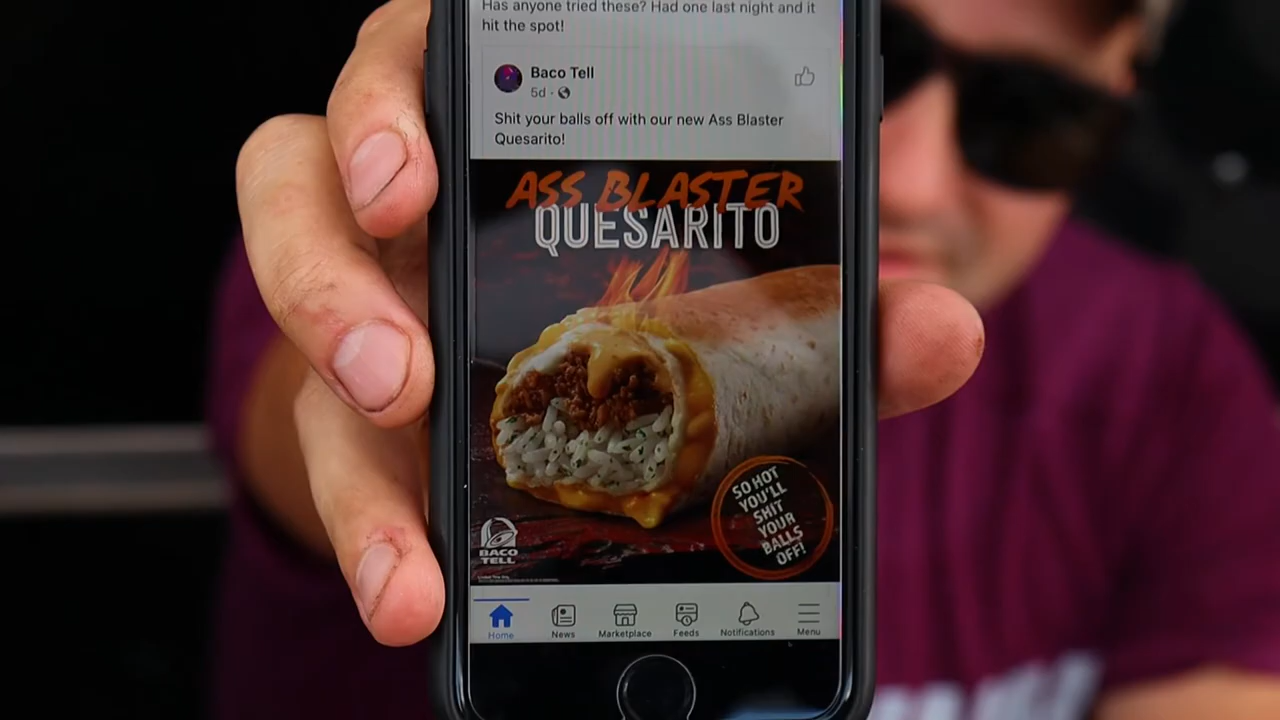 Has anyone tried these? Had one last night and it
hit the spot!
Baco Tell
5d ·
Shit your balls off with our new Ass Blaster
Quesarito!
ASS BLASTER
QUESARITO
SO HOT
YOU'LL
SHIT
YOUR
BALLS
OFF!
BACO
TELL
Home
News
Marketplace
Feeds
Notifications
Menu